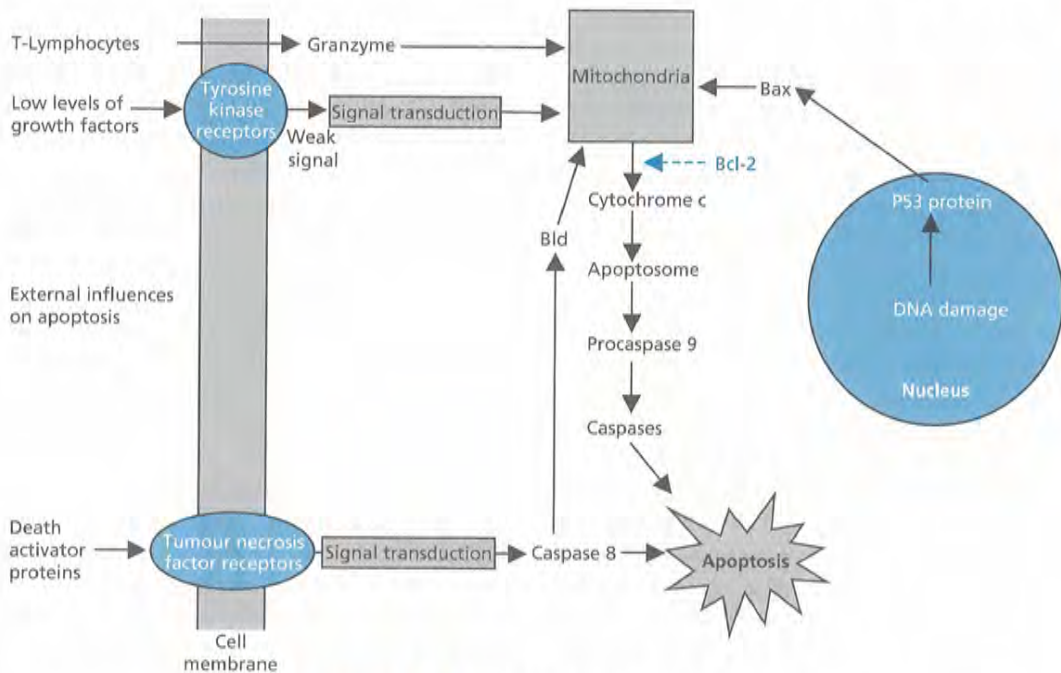 T-Lymphocytes
Granzyme
Mitochondria
Low levels of
growth factors
Tyrosine
kinase
receptors
Weak
signal
Signal transduction
Bax
Bcl-2
Cytochrome c
P53 protein
Bld
Apoptosome
External influences
on apoptosis
DNA damage
Procaspase 9
Nucleus
Caspases
Death
activator
proteins
Tumour necrosis
factor receptors
Signal transduction
Caspase 8
Apoptosis
Cell
membrane